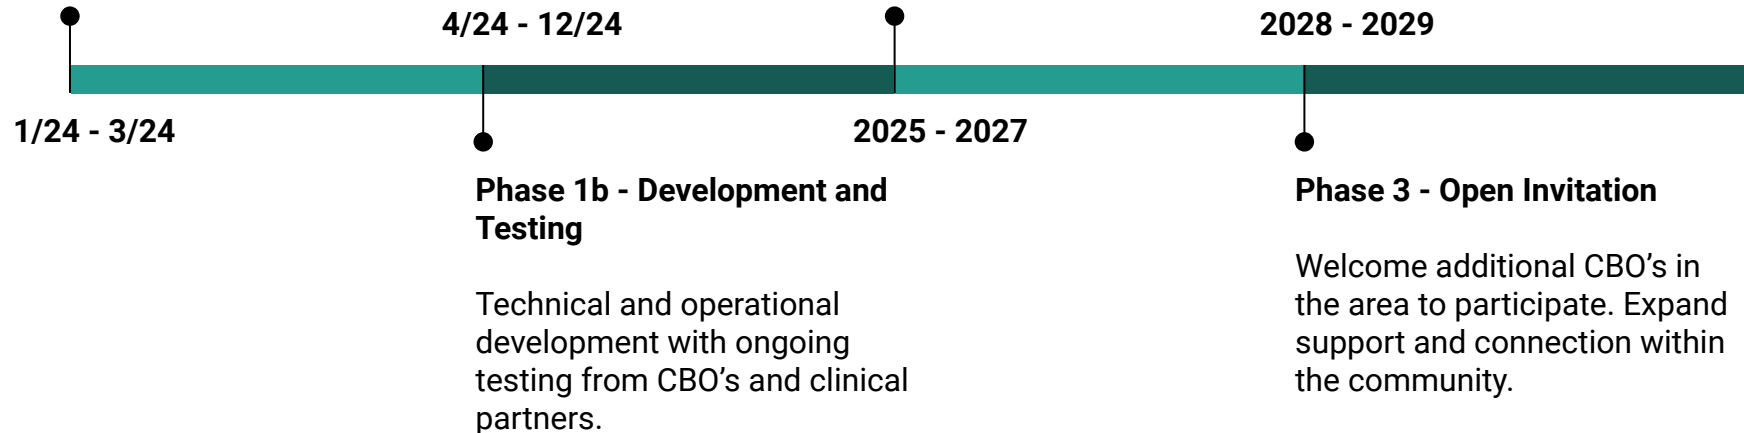 4/24 - 12/24
2028 - 2029
1/24 - 3/24
2025 - 2027
Phase 1b - Development and
Testing
Technical and operational
development with ongoing
testing from CBO’s and clinical
partners.
Phase 3 - Open Invitation
Welcome additional CBO’s in
the area to participate. Expand
support and connection within
the community.